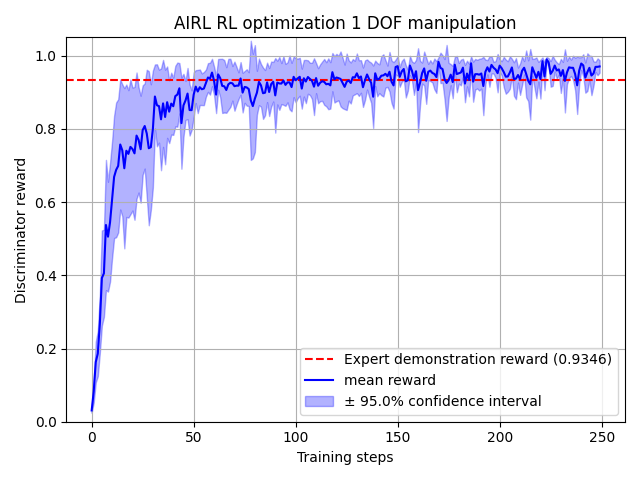 AIRL RL optimization 1 DOF manipulation
Discriminator reward
1.0
0.8
0.6
0.4
0.2
0.0
Expert demonstration reward (0.9346)
mean reward
± 95.0% confidence interval
0
50
100
150
200
250
Training steps